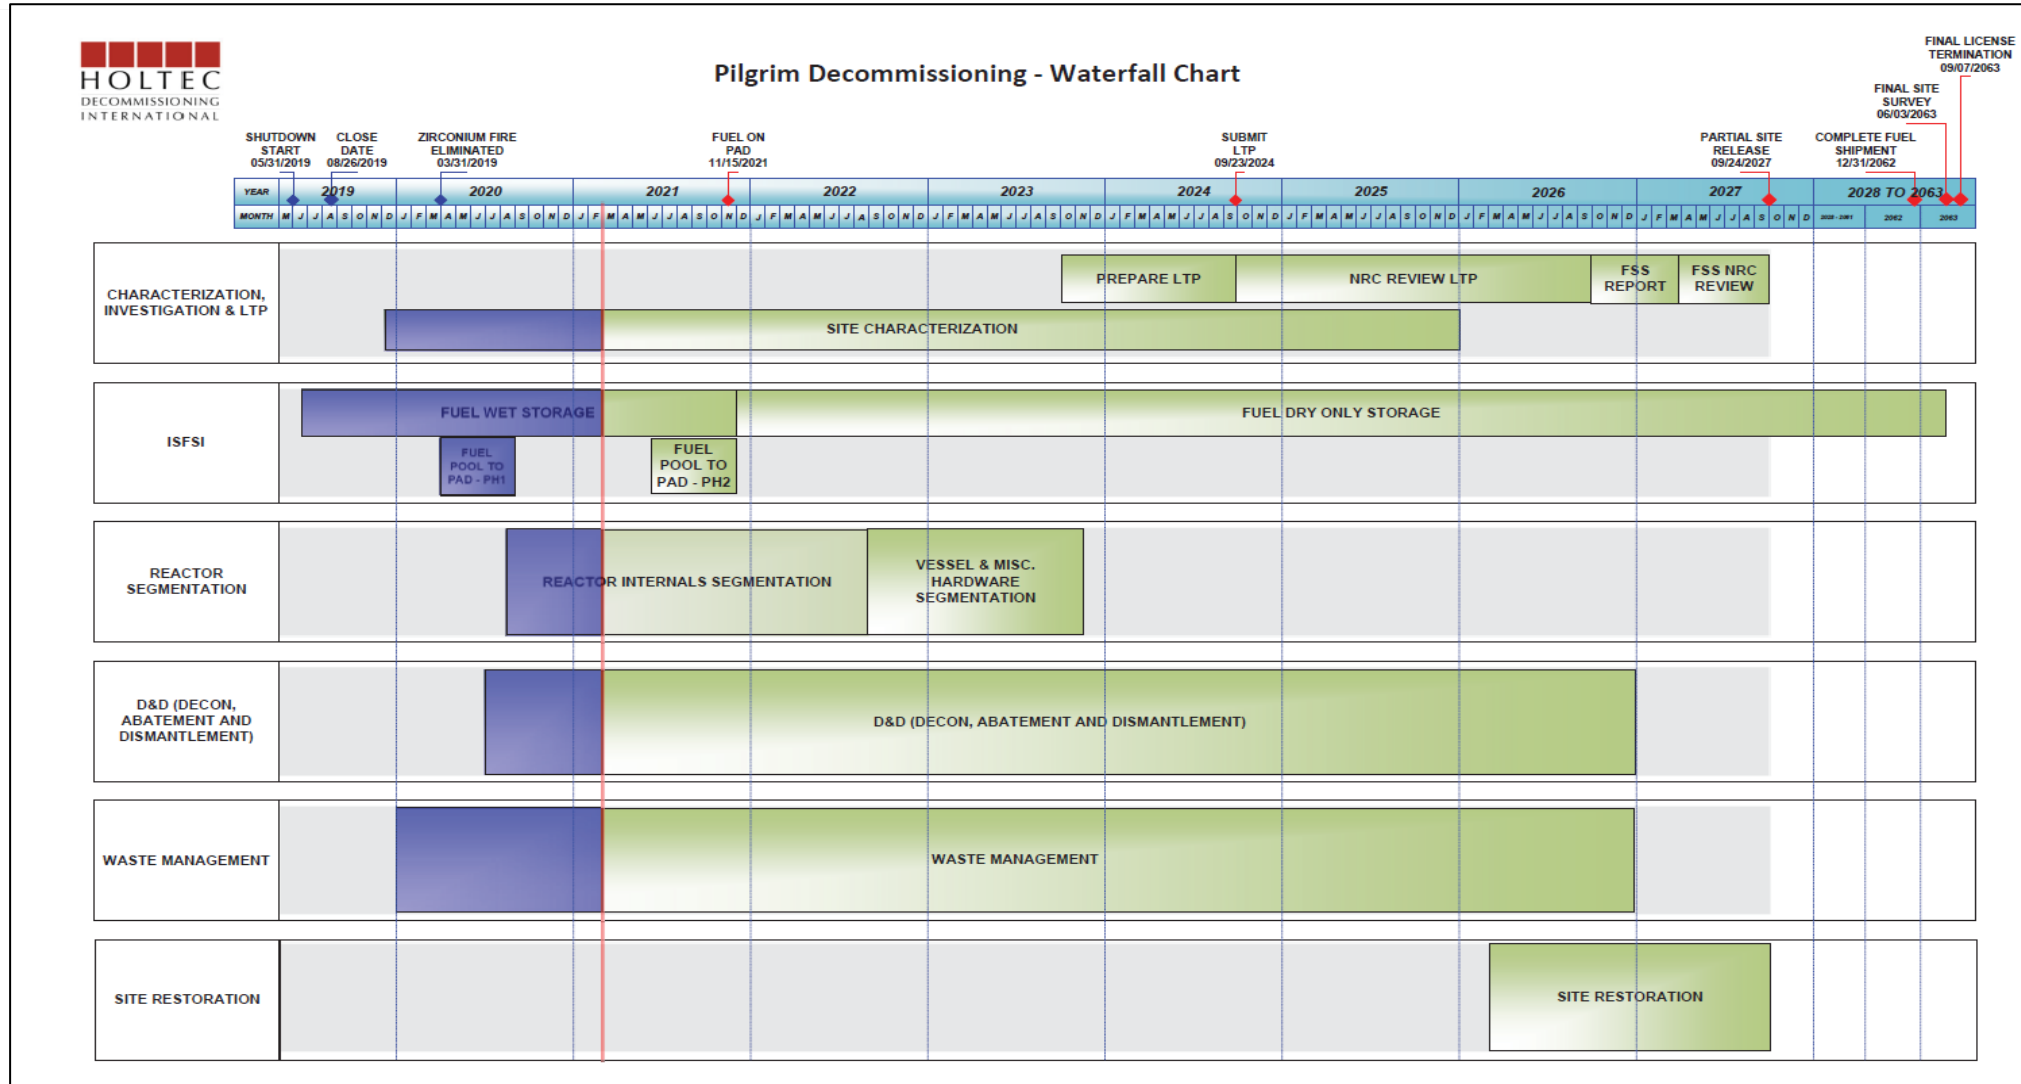 HOLTEC
DECOMMISSIONING
INTERNATIONAL
Pilgrim Decommissioning - Waterfall Chart
SHUTDOWN
START
05/31/2019
CLOSE
DATE
08/26/2019
ZIRCONIUM FIRE
ELIMINATED
03/31/2019
FUEL ON
PAD
11/15/2021
SUBMIT
LTP
09/23/2024
PARTIAL SITE
RELEASE
09/24/2027
COMPLETE FUEL
SHIPMENT
12/31/2062
FINAL SITE
SURVEY
06/03/2063
FINAL LICENSE
TERMINATION
09/07/2063
YEAR 2019 2020 2021 2022 2023 2024 2025 2026 2027 2028 TO 2063
MONTH M J J A S O N D J F M A M J J A S O N D J F M A M J J A S O N D J F M A M J J A S O N D J F M A M J J A S O N D J F M A M J J A S O N D J F M A M J J A S O N D J F M A M J J A S O N D J F M A M J J A S O N D 2028 - 2061 2062 2063
CHARACTERIZATION,
INVESTIGATION & LTP
PREPARE LTP
NRC REVIEW LTP
FSS
REPORT
FSS NRC
REVIEW
SITE CHARACTERIZATION
ISFSI
FUEL WET STORAGE
FUEL DRY ONLY STORAGE
FUEL
POOL TO
PAD - PH1
FUEL
POOL TO
PAD - PH2
REACTOR
SEGMENTATION
REACTOR INTERNALS SEGMENTATION
VESSEL & MISC.
HARDWARE
SEGMENTATION
D&D (DECON,
ABATEMENT AND
DISMANTLEMENT)
D&D (DECON, ABATEMENT AND DISMANTLEMENT)
WASTE MANAGEMENT
WASTE MANAGEMENT
SITE RESTORATION
SITE RESTORATION